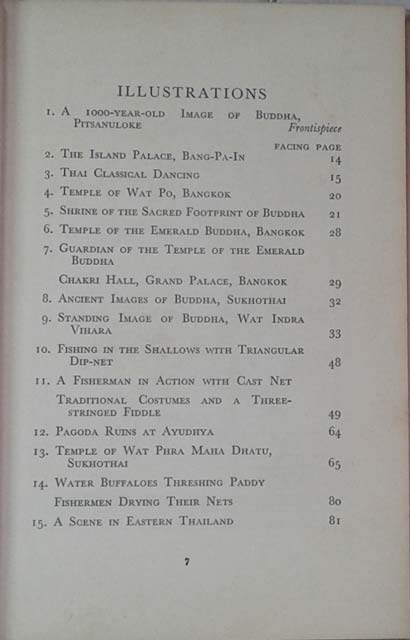 ILLUSTRATIONS
1. A 1000-YEAR-OLD IMAGE OF BUDDHA,
PITSANULOKE Frontispiece
FACING PAGE
2. THE ISLAND PALACE, BANG-PA-IN 14
3. THAI CLASSICAL DANCING 15
4. TEMPLE OF WAT PO, BANGKOK 20
5. SHRINE OF THE SACRED FOOTPRINT OF BUDDHA 21
6. TEMPLE OF THE EMERALD BUDDHA, BANGKOK 28
7. GUARDIAN OF THE TEMPLE OF THE EMERALD
BUDDHA
CHAKRI HALL, GRAND PALACE, BANGKOK 29
8. ANCIENT IMAGES OF BUDDHA, SUKHOTHAI 32
9. STANDING IMAGE OF BUDDHA, WAT INDRA
VIHARA 33
10. FISHING IN THE SHALLOWS WITH TRIANGULAR
DIP-NET 48
11. A FISHERMAN IN ACTION WITH CAST NET
TRADITIONAL COSTUMES AND A THREE-
STRINGED FIDDLE 49
12. PAGODA RUINS AT AYUDHYA 64
13. TEMPLE OF WAT PHRA MAHA DHATU,
SUKHOTHAI 65
14. WATER BUFFALOES THRESHING PADDY
FISHERMEN DRYING THEIR NETS 80
15. A SCENE IN EASTERN THAILAND 81
7